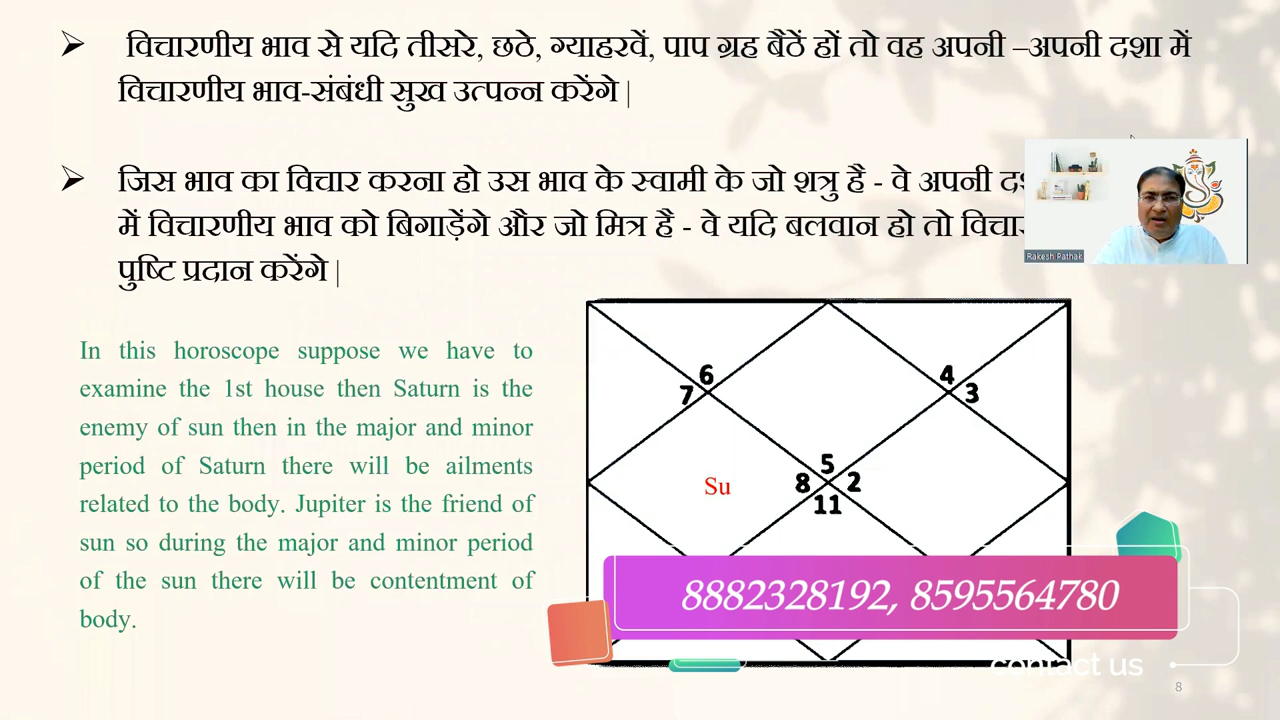 विचारणीय भाव से यदि तीसरे, छठे, ग्याहरवें, पाप ग्रह बैठें हों तो वह अपनी –अपनी दशा में
विचारणीय भाव-संबंधी सुख उत्पन्न करेंगे |
जिस भाव का विचार करना हो उस भाव के स्वामी के जो शत्रु है - वे अपनी
में विचारणीय भाव को बिगाड़ेंगे और जो मित्र है - वे यदि बलवान हो तो
पुष्टि प्रदान करेंगे |
Rakesh Pathak
In this horoscope suppose we have to
examine the 1st house then Saturn is the
enemy of sun then in the major and minor
period of Saturn there will be ailments
related to the body. Jupiter is the friend of
sun so during the major and minor period
of the sun there will be contentment of
body.
6
7
4
3
5
8
2
11
Su
8882328192, 8595564780
contact us
8